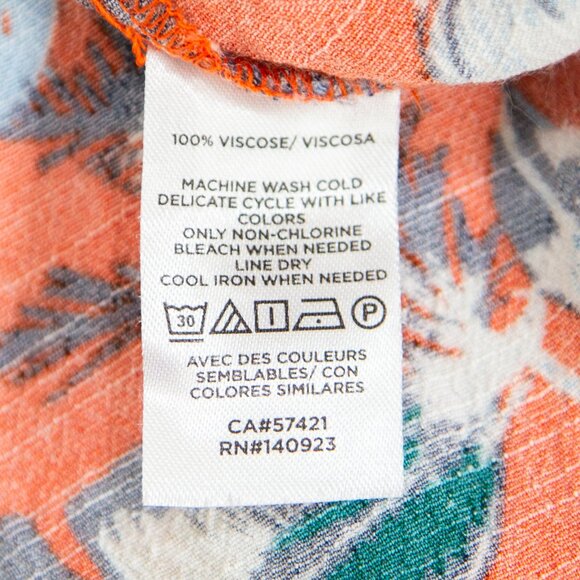 100% VISCOSE/ VISCOSA
MACHINE WASH COLD
DELICATE CYCLE WITH LIKE
COLORS
ONLY NON-CHLORINE
BLEACH WHEN NEEDED
LINE DRY
COOL IRON WHEN NEEDED
30 P
AVEC DES COULEURS
SEMBLABLES/ CON
COLORES SIMILARES
CA#57421
RN#140923